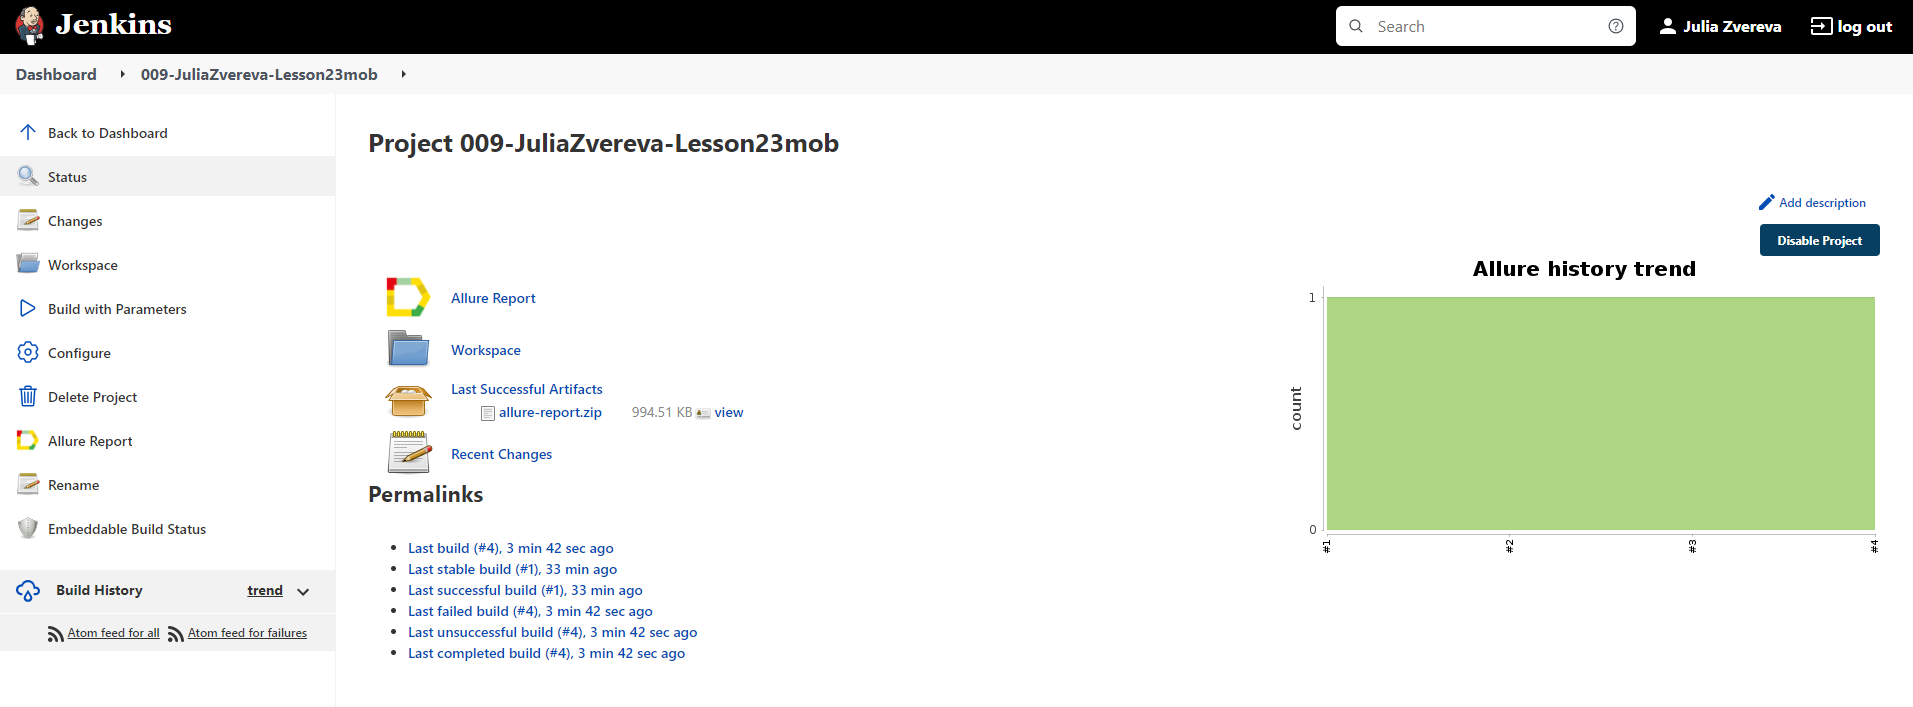 Jenkins
Search
Julia Zvereva
log out
Dashboard
009-JuliaZvereva-Lesson23mob
Back to Dashboard
Status
Changes
Workspace
Build with Parameters
Configure
Delete Project
Allure Report
Rename
Embeddable Build Status
Build History
trend
Atom feed for all
Atom feed for failures
Project 009-JuliaZvereva-Lesson23mob
Add description
Disable Project
Allure Report
Workspace
Last Successful Artifacts
allure-report.zip 994.51 KB view
Recent Changes
Permalinks
Last build (#4), 3 min 42 sec ago
Last stable build (#1), 33 min ago
Last successful build (#1), 33 min ago
Last failed build (#4), 3 min 42 sec ago
Last unsuccessful build (#4), 3 min 42 sec ago
Last completed build (#4), 3 min 42 sec ago
Allure history trend
1
count
0
#1 #2 #3 #4